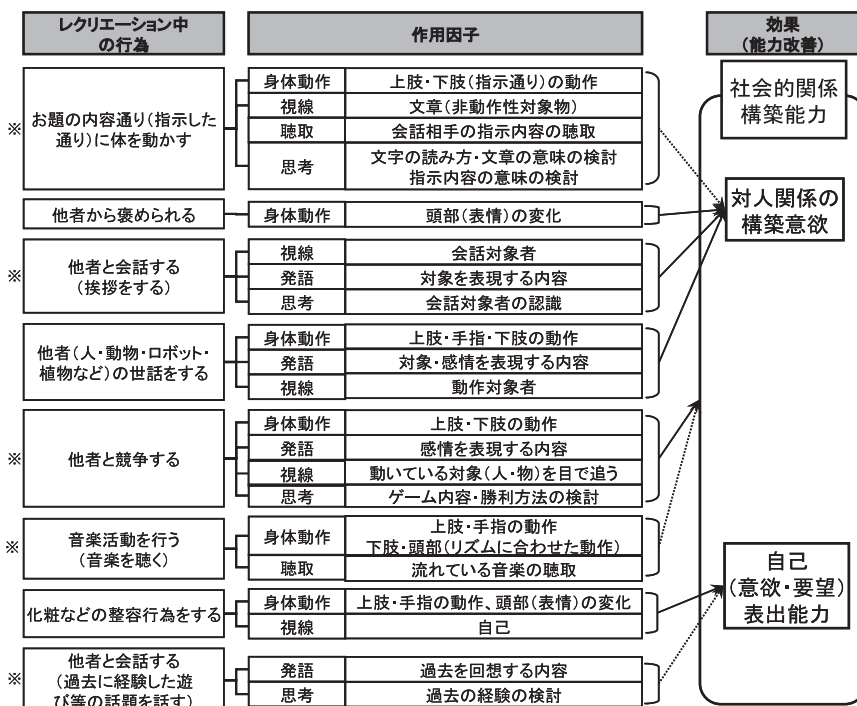 レクリエーション中
の行為
作用因子
効果
(能力改善)
※
お題の内容通り(指示した
通り)に体を動かす
身体動作
上肢・下肢(指示通り)の動作
視線
文章(非動作性対象物)
聴取
会話相手の指示内容の聴取
思考
文字の読み方・文章の意味の検討
指示内容の意味の検討
他者から褒められる
身体動作
頭部(表情)の変化
※
他者と会話する
(挨拶をする)
視線
会話対象者
発語
対象を表現する内容
思考
会話対象者の認識
他者(人・動物・ロボット・
植物など)の世話をする
身体動作
上肢・手指・下肢の動作
発語
対象・感情を表現する内容
視線
動作対象者
※
他者と競争する
身体動作
上肢・下肢の動作
発語
感情を表現する内容
視線
動いている対象(人・物)を目で追う
思考
ゲーム内容・勝利方法の検討
※
音楽活動を行う
(音楽を聴く)
身体動作
上肢・手指の動作
下肢・頭部(リズムに合わせた動作)
聴取
流れている音楽の聴取
化粧などの整容行為をする
身体動作
上肢・手指の動作、頭部(表情)の変化
視線
自己
※
他者と会話する
(過去に経験した遊
び等の話題を話す)
発語
過去を回想する内容
思考
過去の経験の検討
社会的関係
構築能力
対人関係の
構築意欲
自己
(意欲・要望)
表出能力